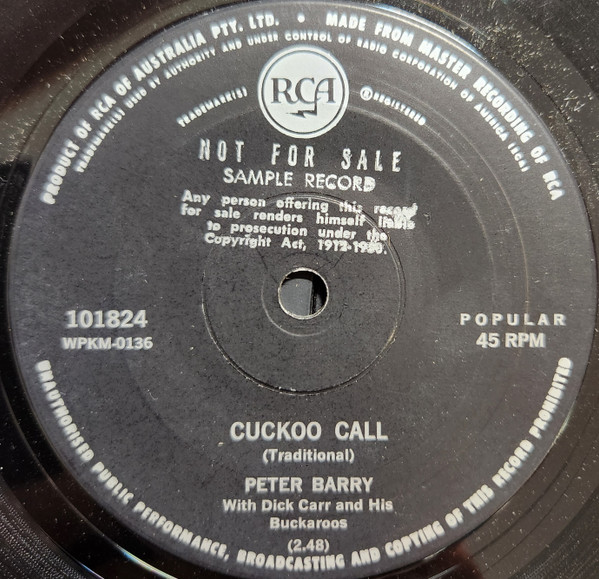 PRODUCT OF RCA OF AUSTRALIA PTY. LTD. • MADE FROM MASTER RECORDING OF RCA
TRADEMARK(S) USED BY AUTHORITY AND UNDER CONTROL OF RADIO CORPORATION OF AMERICA
TRADEMARK(S)
RCA
® REGISTERED
NOT FOR SALE
SAMPLE RECORD
Any person offering this record
for sale renders himself liable
to prosecution under the
Copyright Act, 1912-1950.
101824
WPKM-0136
POPULAR
45 RPM
CUCKOO CALL
(Traditional)
PETER BARRY
With Dick Carr and His
Buckaroos
(2.48)
UNAUTHORISED PUBLIC PERFORMANCE, BROADCASTING AND COPYING OF THIS RECORD PROHIBITED